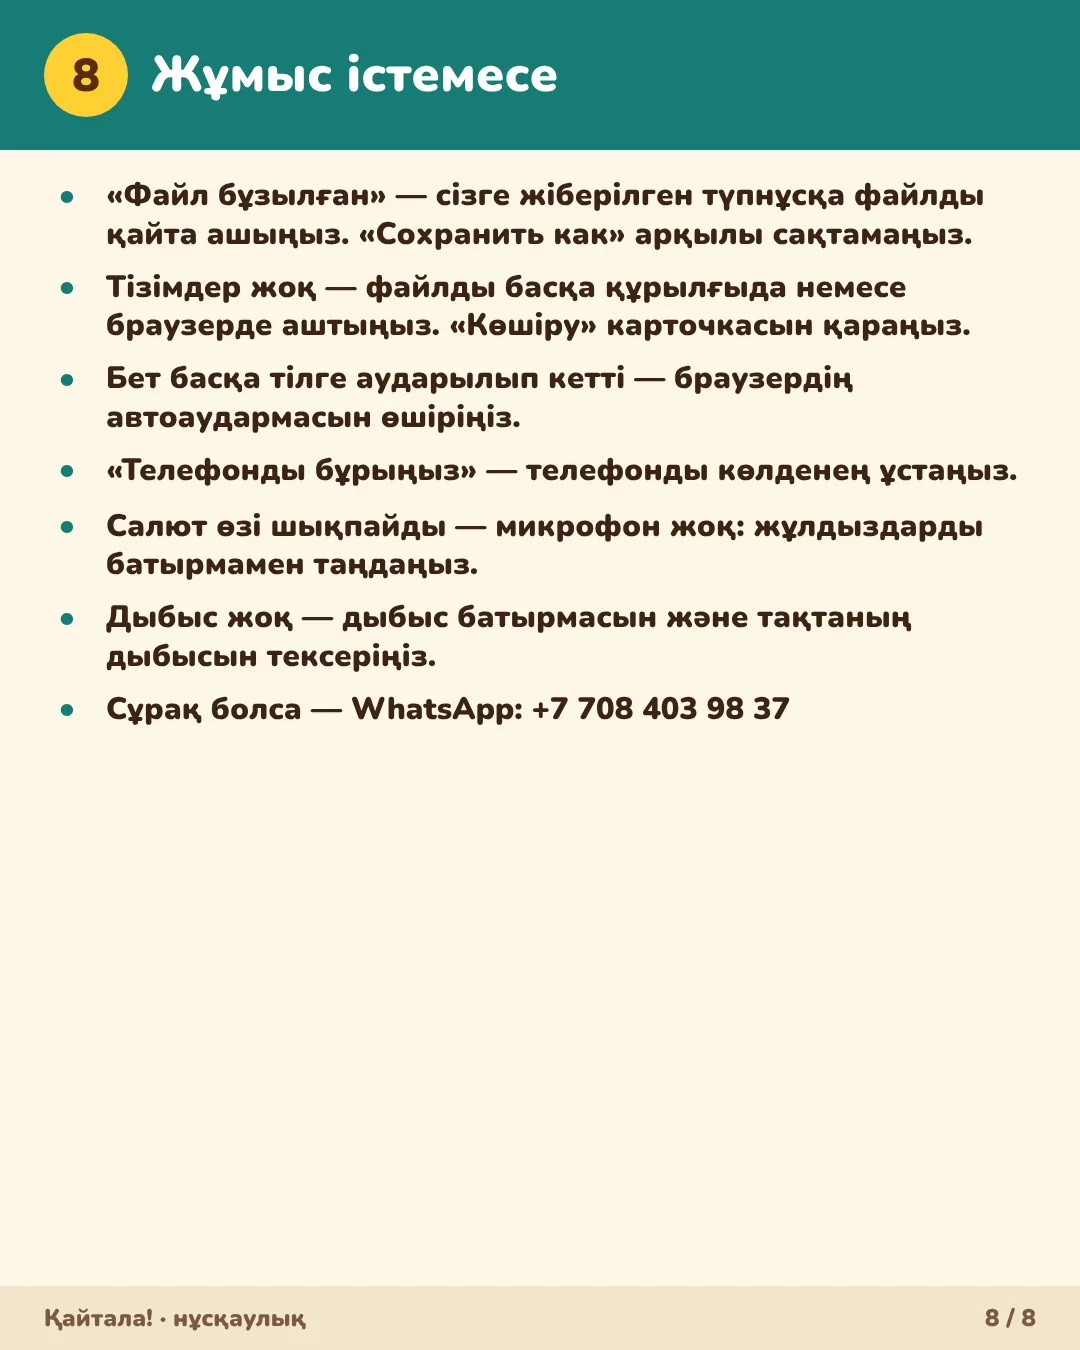 8
Жұмыс істемесе
• «Файл бұзылған» — сізге жіберілген түпнұсқа файлды
қайта ашыңыз. «Сохранить как» арқылы сақтамаңыз.
• Тізімдер жоқ — файлды басқа құрылғыда немесе
браузерде аштыңыз. «Көшіру» карточкасын қараңыз.
• Бет басқа тілге аударылып кетті — браузердің
автоаудармасын өшіріңіз.
• «Телефонды бұрыңыз» — телефонды көлденең ұстаңыз.
• Салют өзі шықпайды — микрофон жоқ: жұлдыздарды
батырмамен таңдаңыз.
• Дыбыс жоқ — дыбыс батырмасын және тақтаның
дыбысын тексеріңіз.
• Сұрақ болса — WhatsApp: +7 708 403 98 37
Қайтала! · нұсқаулық
8 / 8